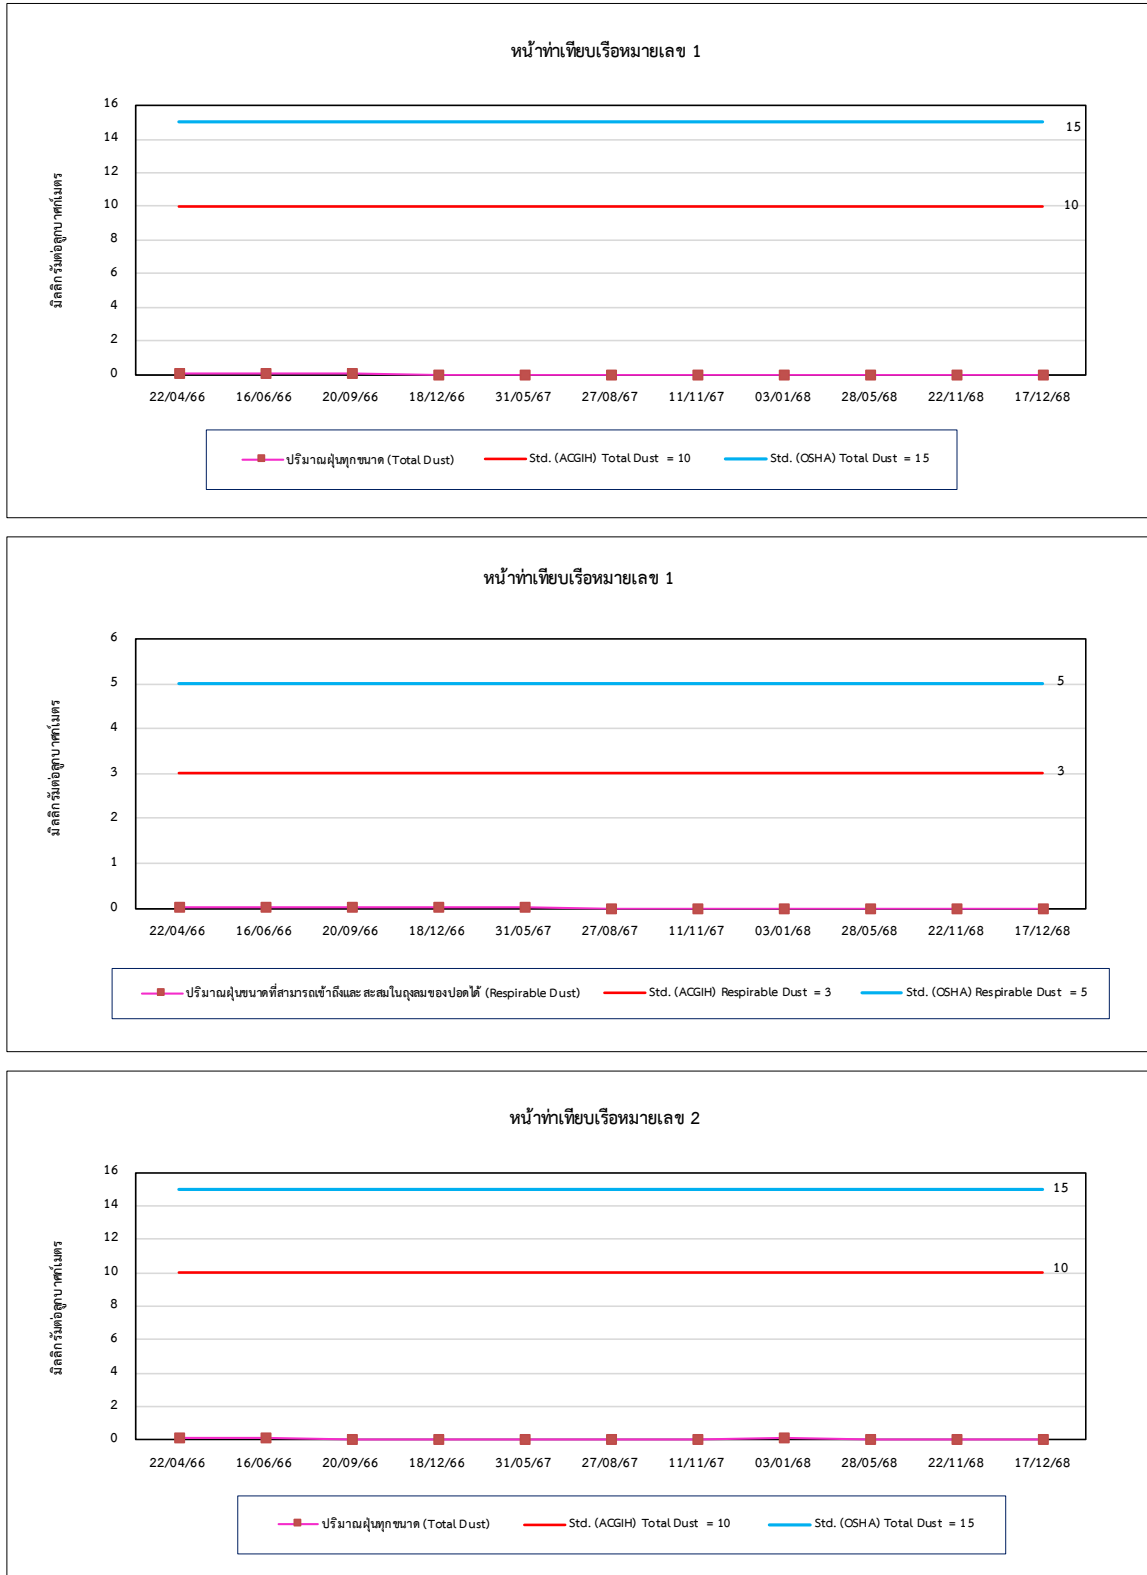 หน้าท่าเทียบเรือหมายเลข 1
มิลลิกรัมต่อลูกบาศก์เมตร
16
14
12
10
8
6
4
2
0
15
10
22/04/66 16/06/66 20/09/66 18/12/66 31/05/67 27/08/67 11/11/67 03/01/68 28/05/68 22/11/68 17/12/68
ปริมาณฝุ่นทุกขนาด (Total Dust) Std. (ACGIH) Total Dust = 10 Std. (OSHA) Total Dust = 15
หน้าท่าเทียบเรือหมายเลข 1
มิลลิกรัมต่อลูกบาศก์เมตร
6
5
4
3
2
1
0
5
3
22/04/66 16/06/66 20/09/66 18/12/66 31/05/67 27/08/67 11/11/67 03/01/68 28/05/68 22/11/68 17/12/68
ปริมาณฝุ่นขนาดที่สามารถเข้าถึงและสะสมในถุงลมของปอดได้ (Respirable Dust) Std. (ACGIH) Respirable Dust = 3 Std. (OSHA) Respirable Dust = 5
หน้าท่าเทียบเรือหมายเลข 2
มิลลิกรัมต่อลูกบาศก์เมตร
16
14
12
10
8
6
4
2
0
15
10
22/04/66 16/06/66 20/09/66 18/12/66 31/05/67 27/08/67 11/11/67 03/01/68 28/05/68 22/11/68 17/12/68
ปริมาณฝุ่นทุกขนาด (Total Dust) Std. (ACGIH) Total Dust = 10 Std. (OSHA) Total Dust = 15